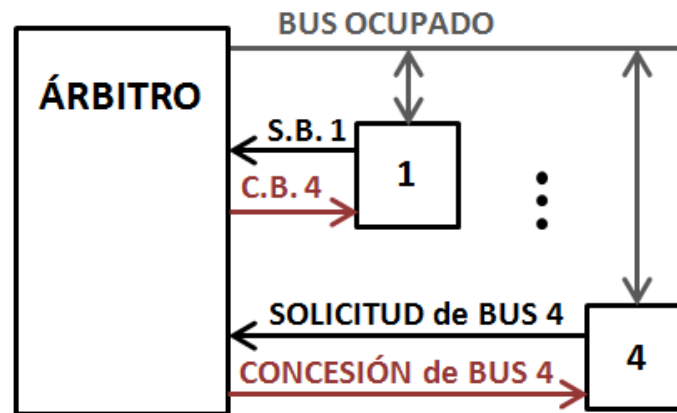 BUS OCUPADO
ÁRBITRO
S.B. 1
1
C.B. 4
SOLICITUD de BUS 4
4
CONCESIÓN de BUS 4